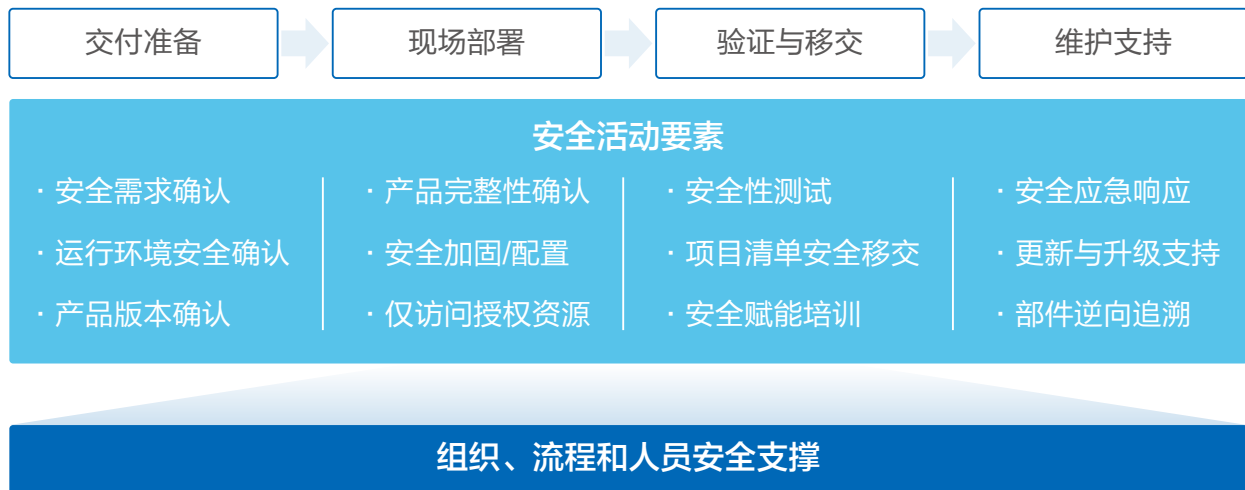 交付准备
现场部署
验证与移交
维护支持
安全活动要素
· 安全需求确认
· 运行环境安全确认
· 产品版本确认
· 产品完整性确认
· 安全加固/配置
· 仅访问授权资源
· 安全性测试
· 项目清单安全移交
· 安全赋能培训
· 安全应急响应
· 更新与升级支持
· 部件逆向追溯
组织、流程和人员安全支撑